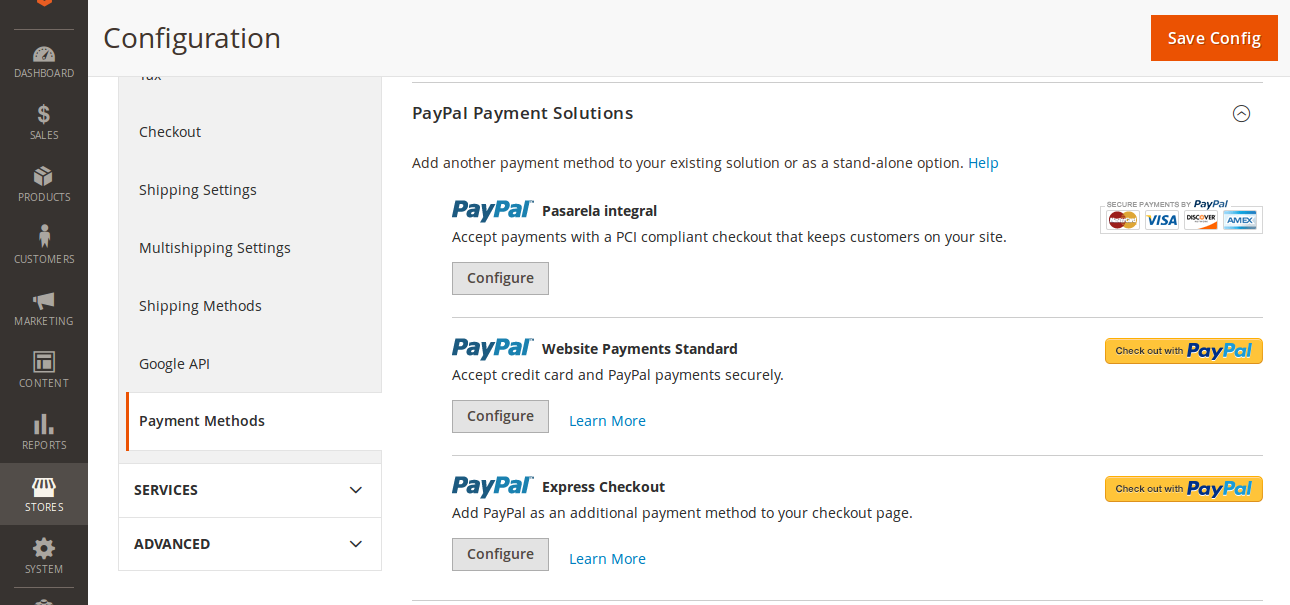 Configuration
Save Config
DASHBOARD
SALES
PRODUCTS
CUSTOMERS
MARKETING
CONTENT
REPORTS
STORES
SYSTEM
Tax
Checkout
Shipping Settings
Multishipping Settings
Shipping Methods
Google API
Payment Methods
SERVICES
ADVANCED
PayPal Payment Solutions
Add another payment method to your existing solution or as a stand-alone option. Help
PayPal Pasarela integral
SECURE PAYMENTS BY PayPal
MasterCard VISA DISCOVER AMEX
Accept payments with a PCI compliant checkout that keeps customers on your site.
Configure
PayPal Website Payments Standard
Check out with PayPal
Accept credit card and PayPal payments securely.
Configure Learn More
PayPal Express Checkout
Check out with PayPal
Add PayPal as an additional payment method to your checkout page.
Configure Learn More